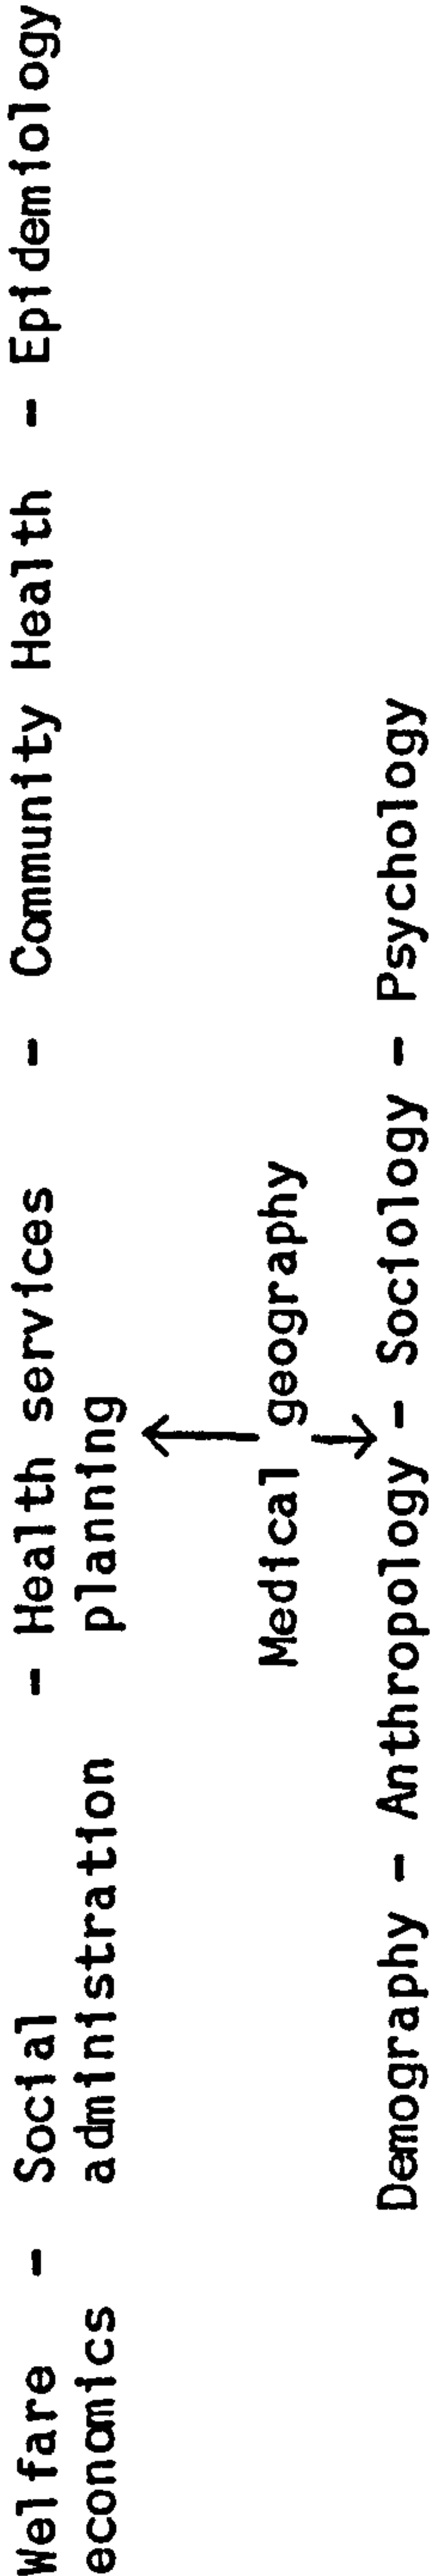 Welfare - Social - Health services - Community Health - Epidemiology
economics administration planning
Medical geography
Demography - Anthropology - Sociology - Psychology